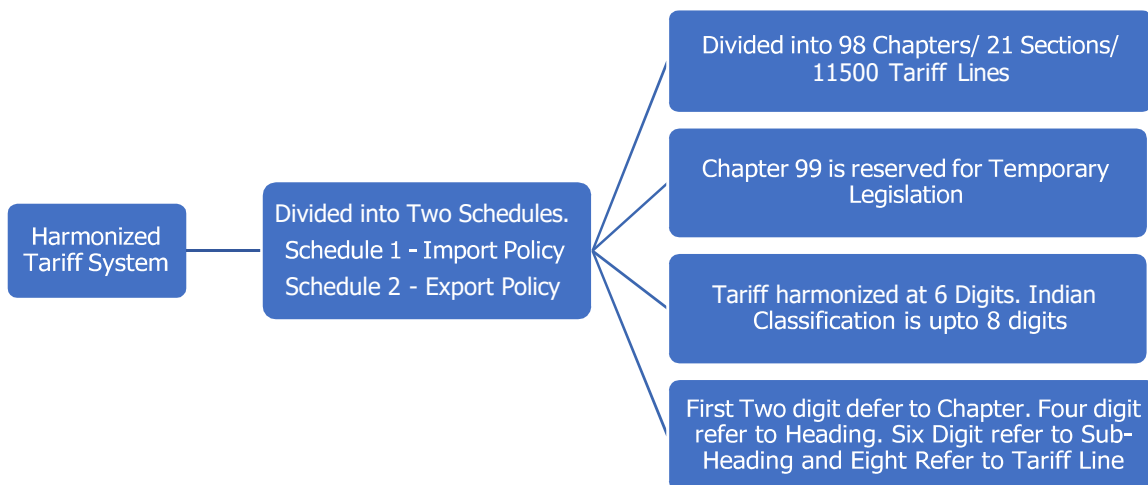 Harmonized
Tariff System
Divided into Two Schedules.
Schedule 1 - Import Policy
Schedule 2 - Export Policy
Divided into 98 Chapters/ 21 Sections/
11500 Tariff Lines
Chapter 99 is reserved for Temporary
Legislation
Tariff harmonized at 6 Digits. Indian
Classification is upto 8 digits
First Two digit defer to Chapter. Four digit
refer to Heading. Six Digit refer to Sub-
Heading and Eight Refer to Tariff Line